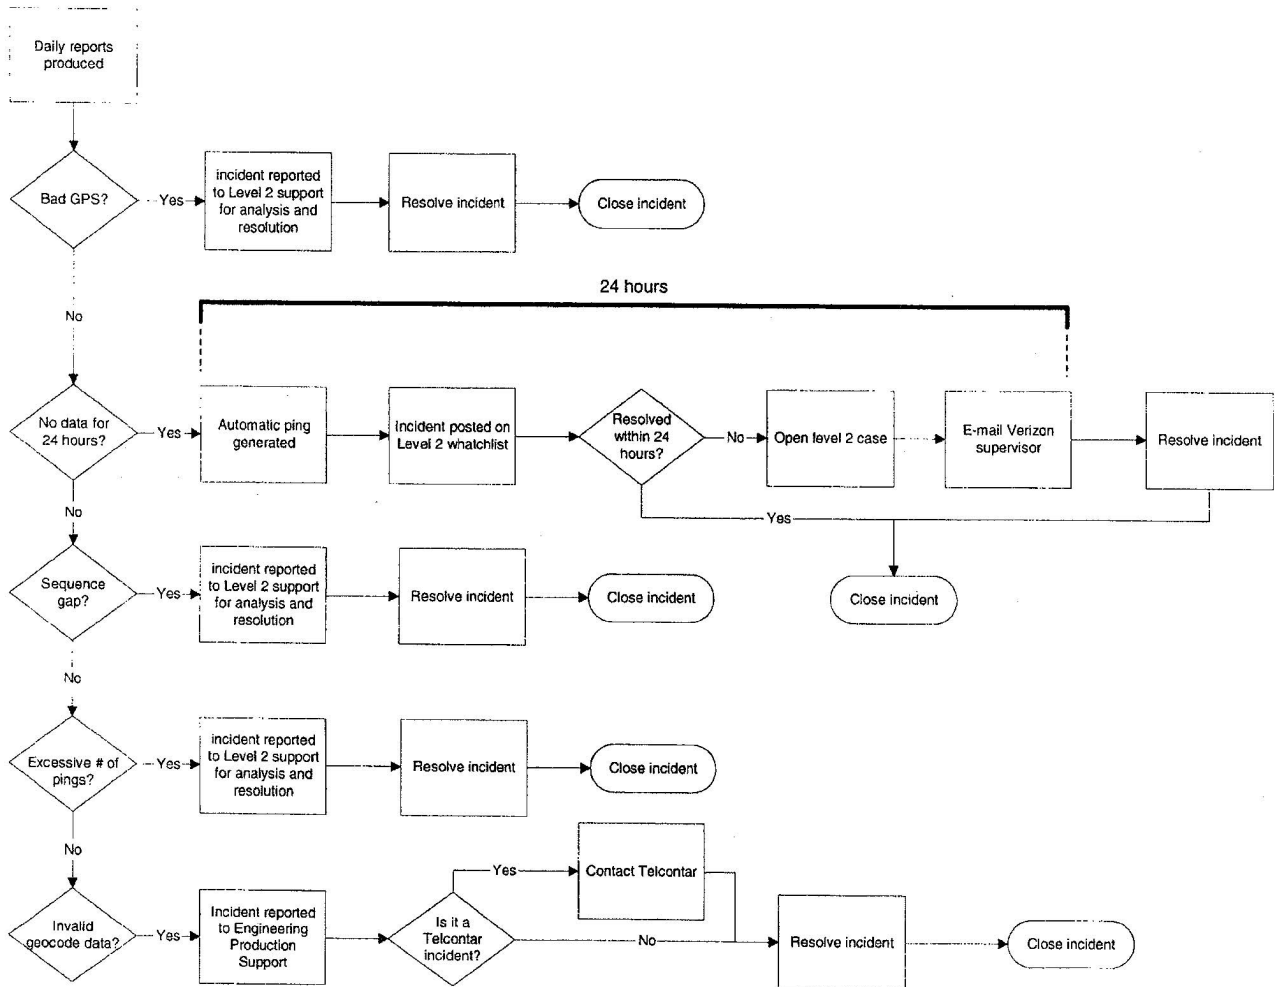 Daily reports
produced
Bad GPS?
Yes
incident reported
to Level 2 support
for analysis and
resolution
Resolve incident
Close incident
No
24 hours
No data for
24 hours?
Yes
Automatic ping
generated
Incident posted on
Level 2 whatchlist
Resolved
within 24
hours?
No
Open level 2 case
E-mail Verizon
supervisor
Resolve incident
Yes
Close incident
No
Sequence
gap?
Yes
incident reported
to Level 2 support
for analysis and
resolution
Resolve incident
Close incident
No
Excessive # of
pings?
Yes
incident reported
to Level 2 support
for analysis and
resolution
Resolve incident
Close incident
No
Invalid
geocode data?
Yes
Incident reported
to Engineering
Production
Support
Is it a
Telcontar
incident?
Yes
Contact Telcontar
No
Resolve incident
Close incident